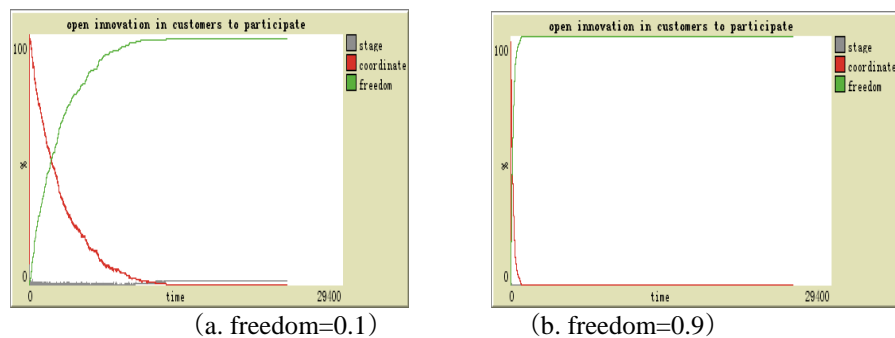 open innovation in customers to participate
100
%
0
0 time 29400
stage
coordinate
freedom
(a. freedom=0.1)
open innovation in customers to participate
100
%
0
0 time 29400
stage
coordinate
freedom
(b. freedom=0.9)